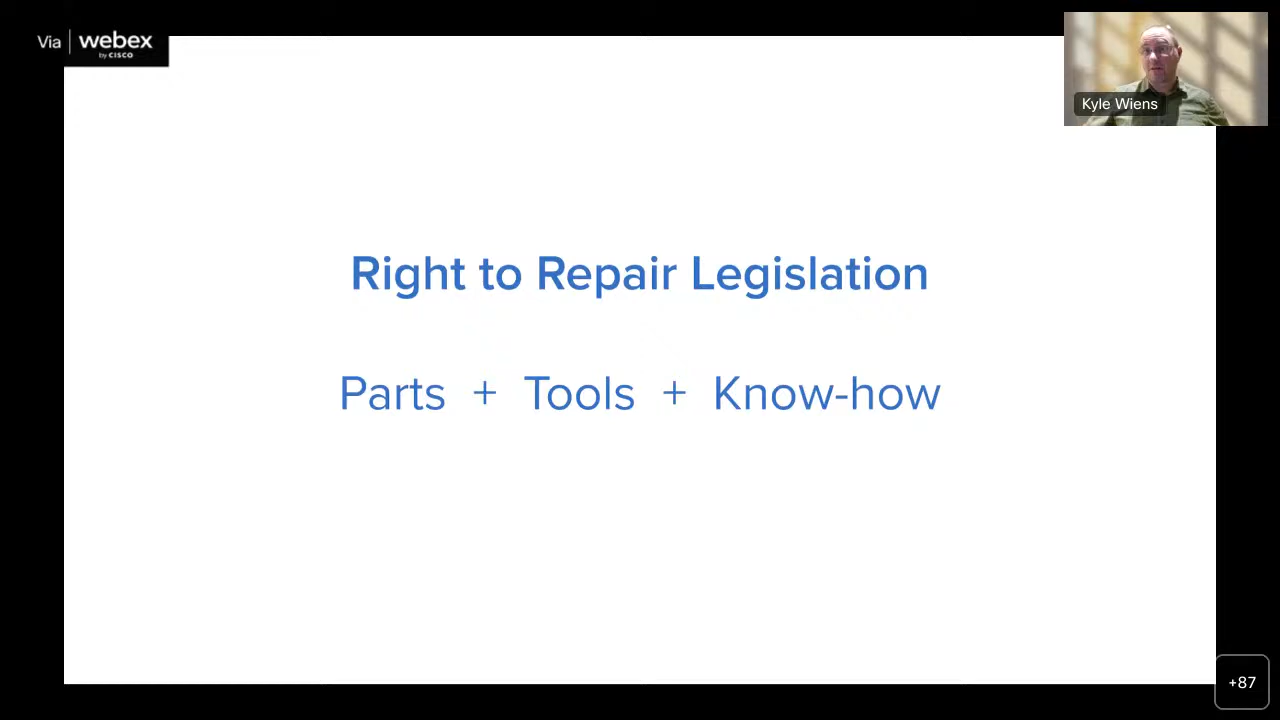 Via | webex
by CISCO
Kyle Wiens
Right to Repair Legislation
Parts + Tools + Know-how
+87